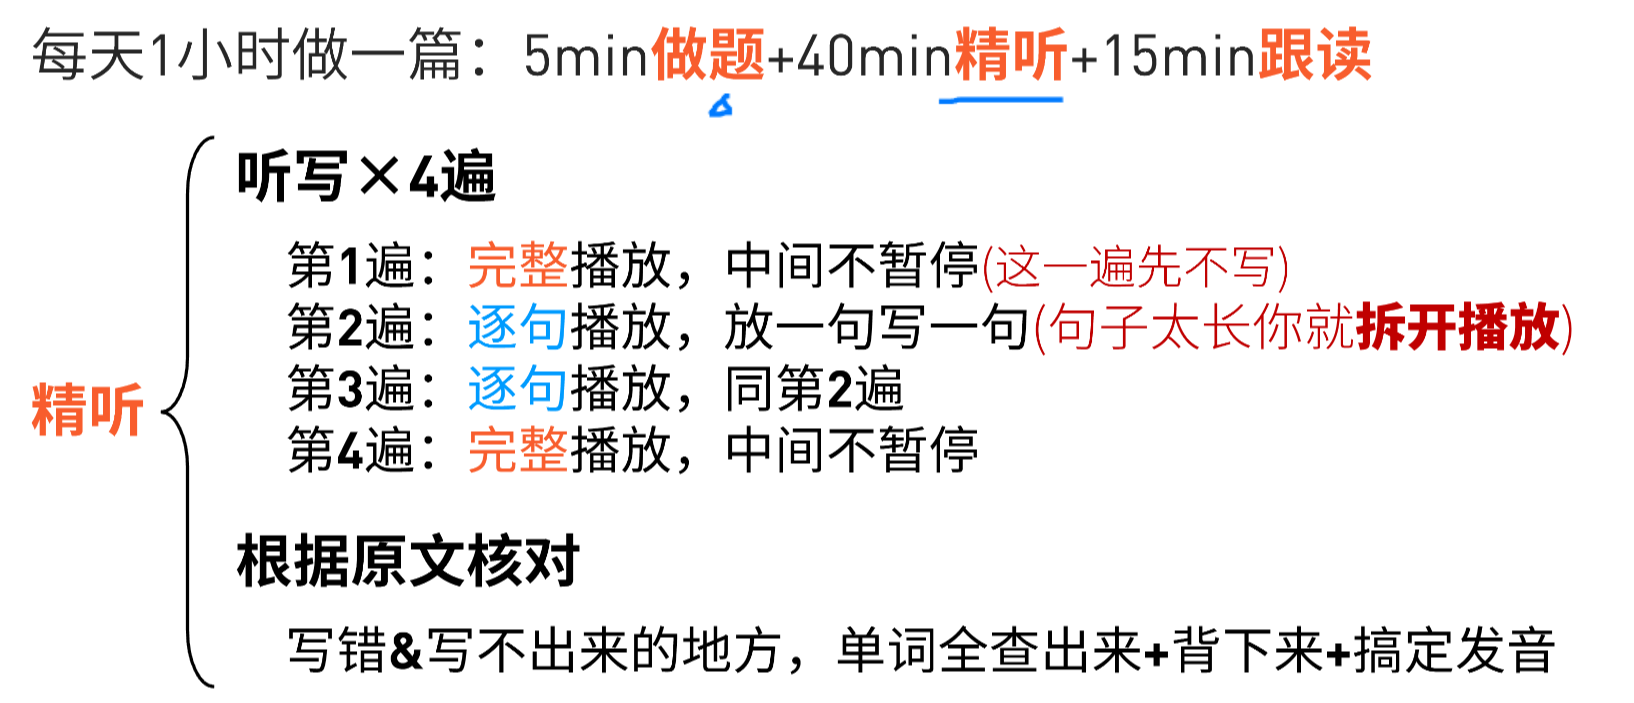 每天1小时做一篇：5min做题+40min精听+15min跟读
听写×4遍
第1遍：完整播放，中间不暂停(这一遍先不写)
第2遍：逐句播放，放一句写一句(句子太长你就拆开播放)
第3遍：逐句播放，同第2遍
第4遍：完整播放，中间不暂停
精听
根据原文核对
写错&写不出来的地方，单词全查出来+背下来+搞定发音